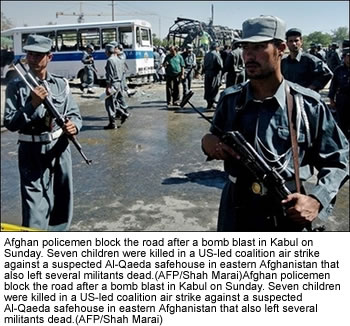 Afghan policemen block the road after a bomb blast in Kabul on
Sunday. Seven children were killed in a US-led coalition air strike
against a suspected Al-Qaeda safehouse in eastern Afghanistan that
also left several militants dead.(AFP/Shah Marai)Afghan policemen
block the road after a bomb blast in Kabul on Sunday. Seven children
were killed in a US-led coalition air strike against a suspected
Al-Qaeda safehouse in eastern Afghanistan that also left several
militants dead.(AFP/Shah Marai)